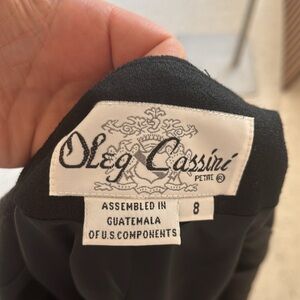 Oleg Cassini
PETITE ®
8
ASSEMBLED IN
GUATEMALA
OF U.S. COMPONENTS